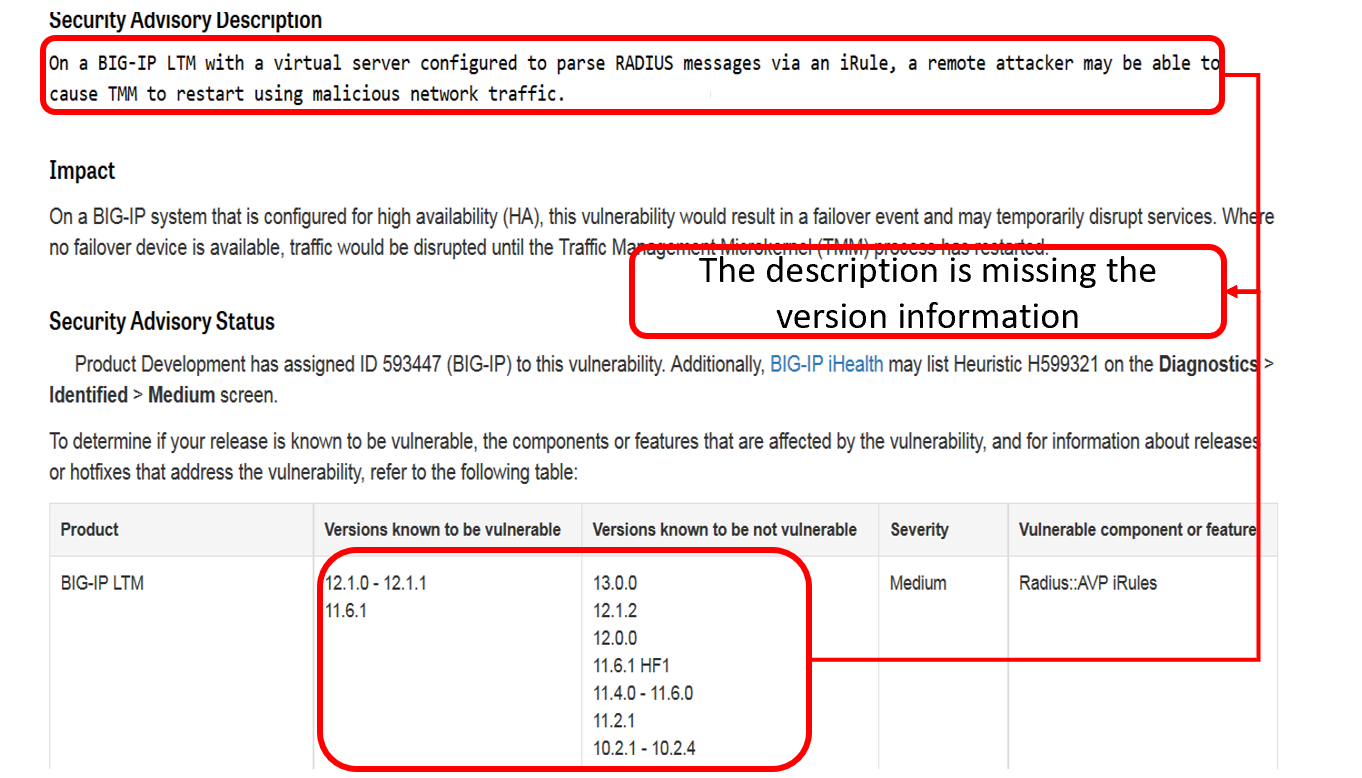 Security Advisory Description
On a BIG-IP LTM with a virtual server configured to parse RADIUS messages via an iRule, a remote attacker may be able to
cause TMM to restart using malicious network traffic.
Impact
On a BIG-IP system that is configured for high availability (HA), this vulnerability would result in a failover event and may temporarily disrupt services. Where
no failover device is available, traffic would be disrupted until the Traffic Management Microkernel (TMM) process has restarted.
The description is missing the
version information
Security Advisory Status
Product Development has assigned ID 593447 (BIG-IP) to this vulnerability. Additionally, BIG-IP iHealth may list Heuristic H599321 on the Diagnostics >
Identified > Medium screen.
To determine if your release is known to be vulnerable, the components or features that are affected by the vulnerability, and for information about releases
or hotfixes that address the vulnerability, refer to the following table:
Product Versions known to be vulnerable Versions known to be not vulnerable Severity Vulnerable component or feature
BIG-IP LTM 12.1.0 - 12.1.1 13.0.0 Medium Radius::AVP iRules
11.6.1 12.1.2
12.0.0
11.6.1 HF1
11.4.0 - 11.6.0
11.2.1
10.2.1 - 10.2.4